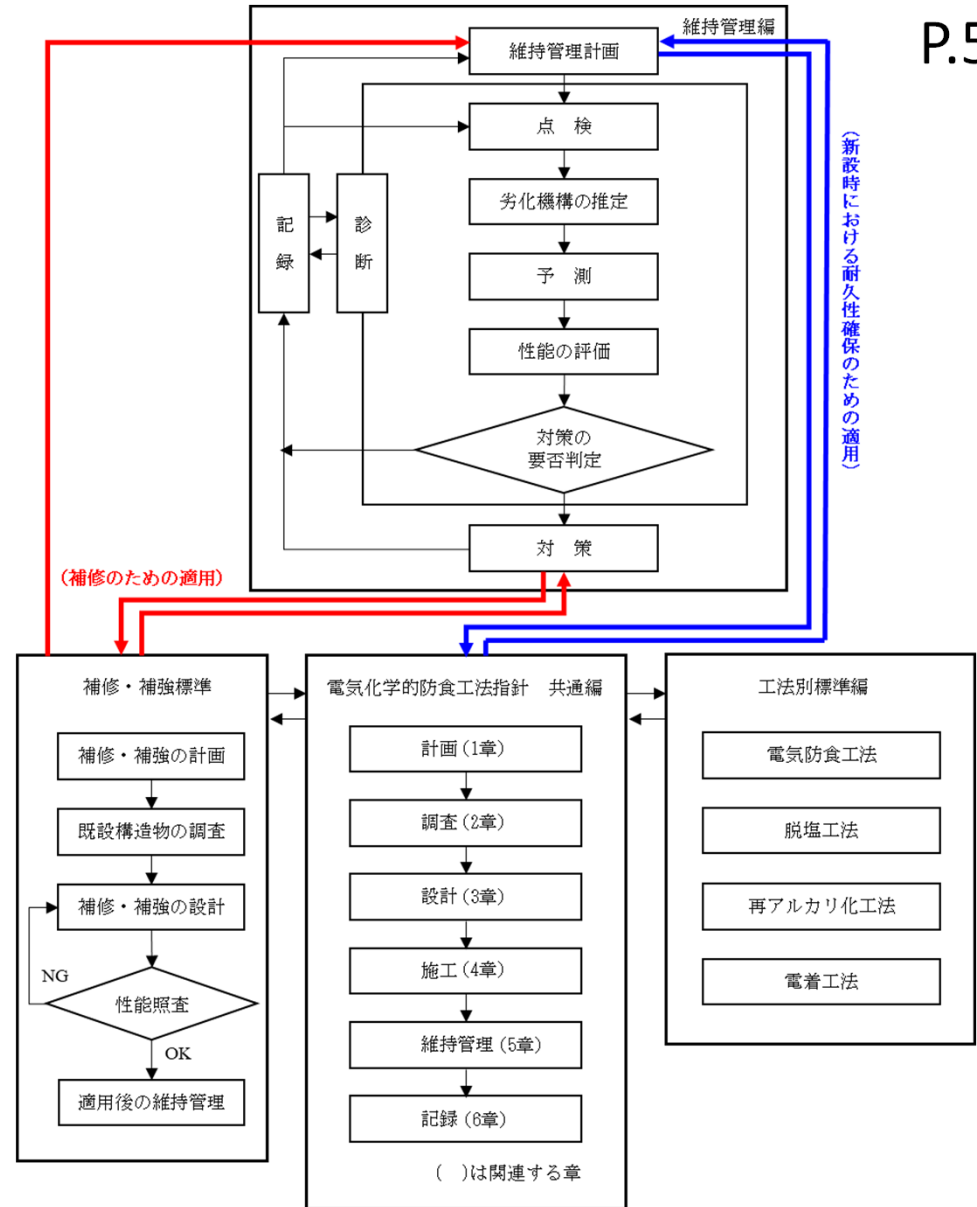 維持管理編
P.5
維持管理計画
点　検
劣化機構の推定
予　測
性能の評価
対策の
要否判定
対　策
記
録
診
断
(新設時における耐久性確保のための適用)
(補修のための適用)
補修・補強標準
補修・補強の計画
既設構造物の調査
補修・補強の設計
NG
性能照査
OK
適用後の維持管理
電気化学的防食工法指針　共通編
計画(1章)
調査(2章)
設計(3章)
施工(4章)
維持管理(5章)
記録(6章)
(　)は関連する章
工法別標準編
電気防食工法
脱塩工法
再アルカリ化工法
電着工法